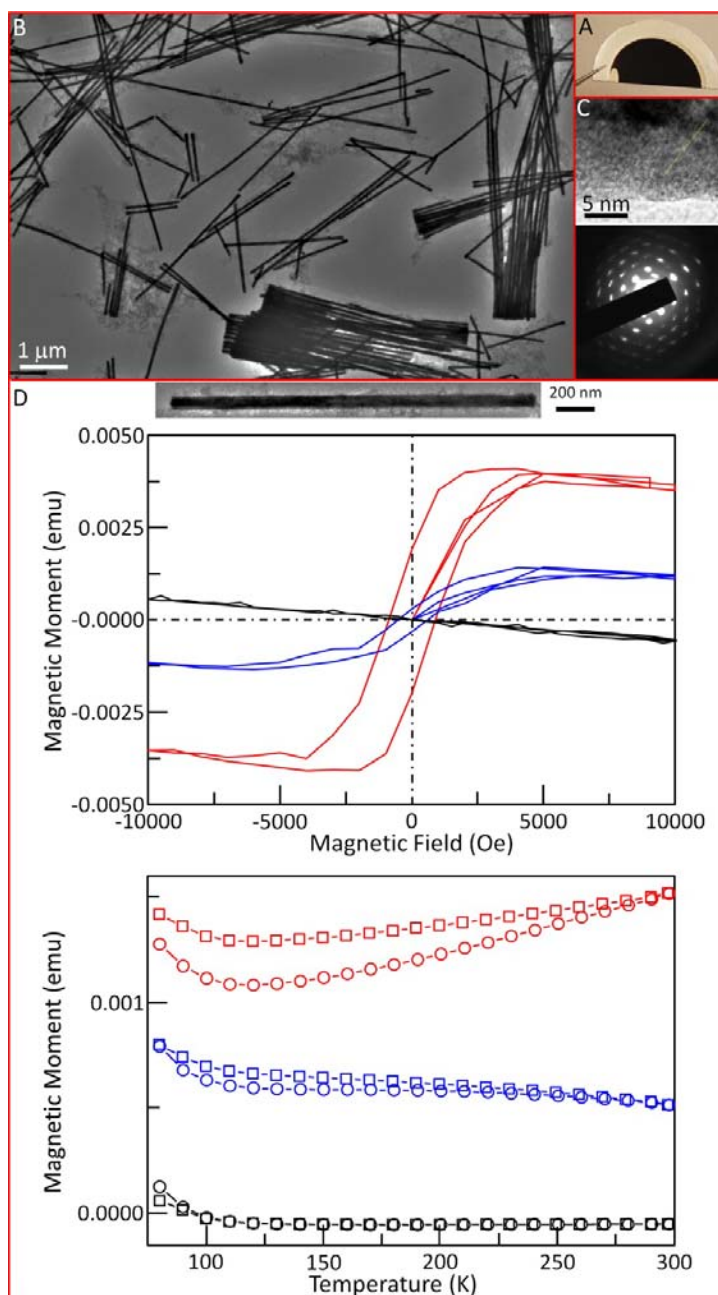 B
A
C
5 nm
1 μm
D
200 nm
0.0050
0.0025
-0.0000
-0.0025
-0.0050
Magnetic Moment (emu)
-10000 -5000 0 5000 10000
Magnetic Field (Oe)
0.001
0.0000
Magnetic Moment (emu)
100 150 200 250 300
Temperature (K)